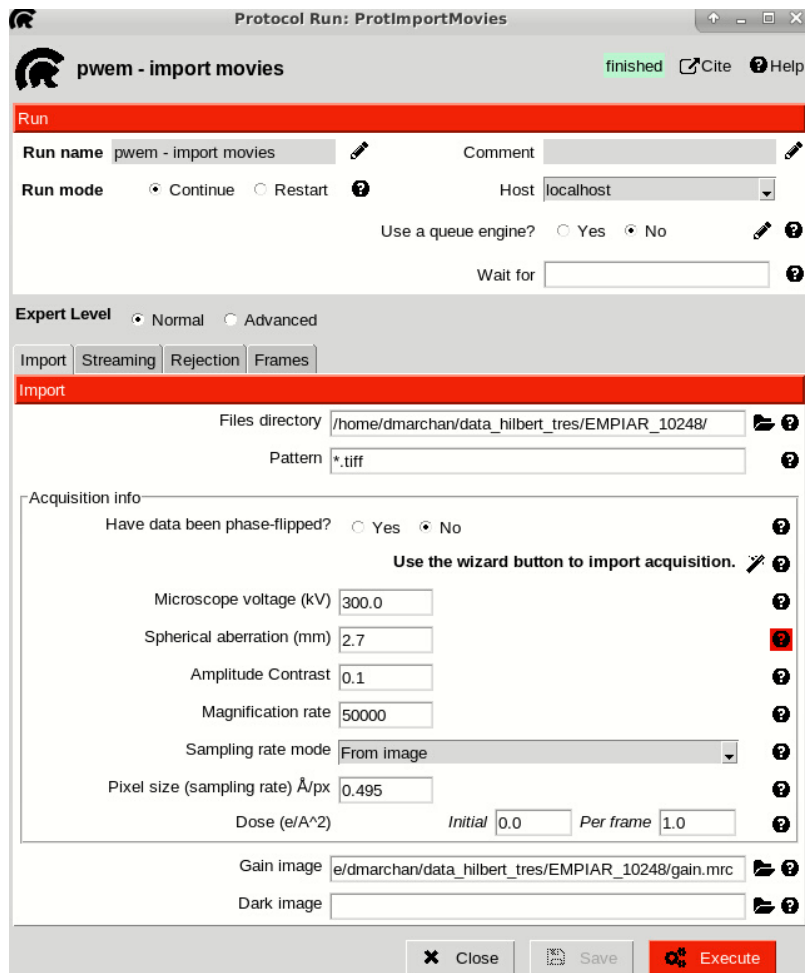 Protocol Run: ProtImportMovies
pwem - import movies finished Cite Help
Run
Run name pwem - import movies Comment
Run mode Continue Restart Host localhost
Use a queue engine? Yes No
Wait for
Expert Level Normal Advanced
Import Streaming Rejection Frames
Import
Files directory /home/dmarchan/data_hilbert_tres/EMPIAR_10248/
Pattern *.tiff
Acquisition info
Have data been phase-flipped? Yes No
Use the wizard button to import acquisition.
Microscope voltage (kV) 300.0
Spherical aberration (mm) 2.7
Amplitude Contrast 0.1
Magnification rate 50000
Sampling rate mode From image
Pixel size (sampling rate) Å/px 0.495
Dose (e/A^2) Initial 0.0 Per frame 1.0
Gain image e/dmarchan/data_hilbert_tres/EMPIAR_10248/gain.mrc
Dark image
Close Save Execute